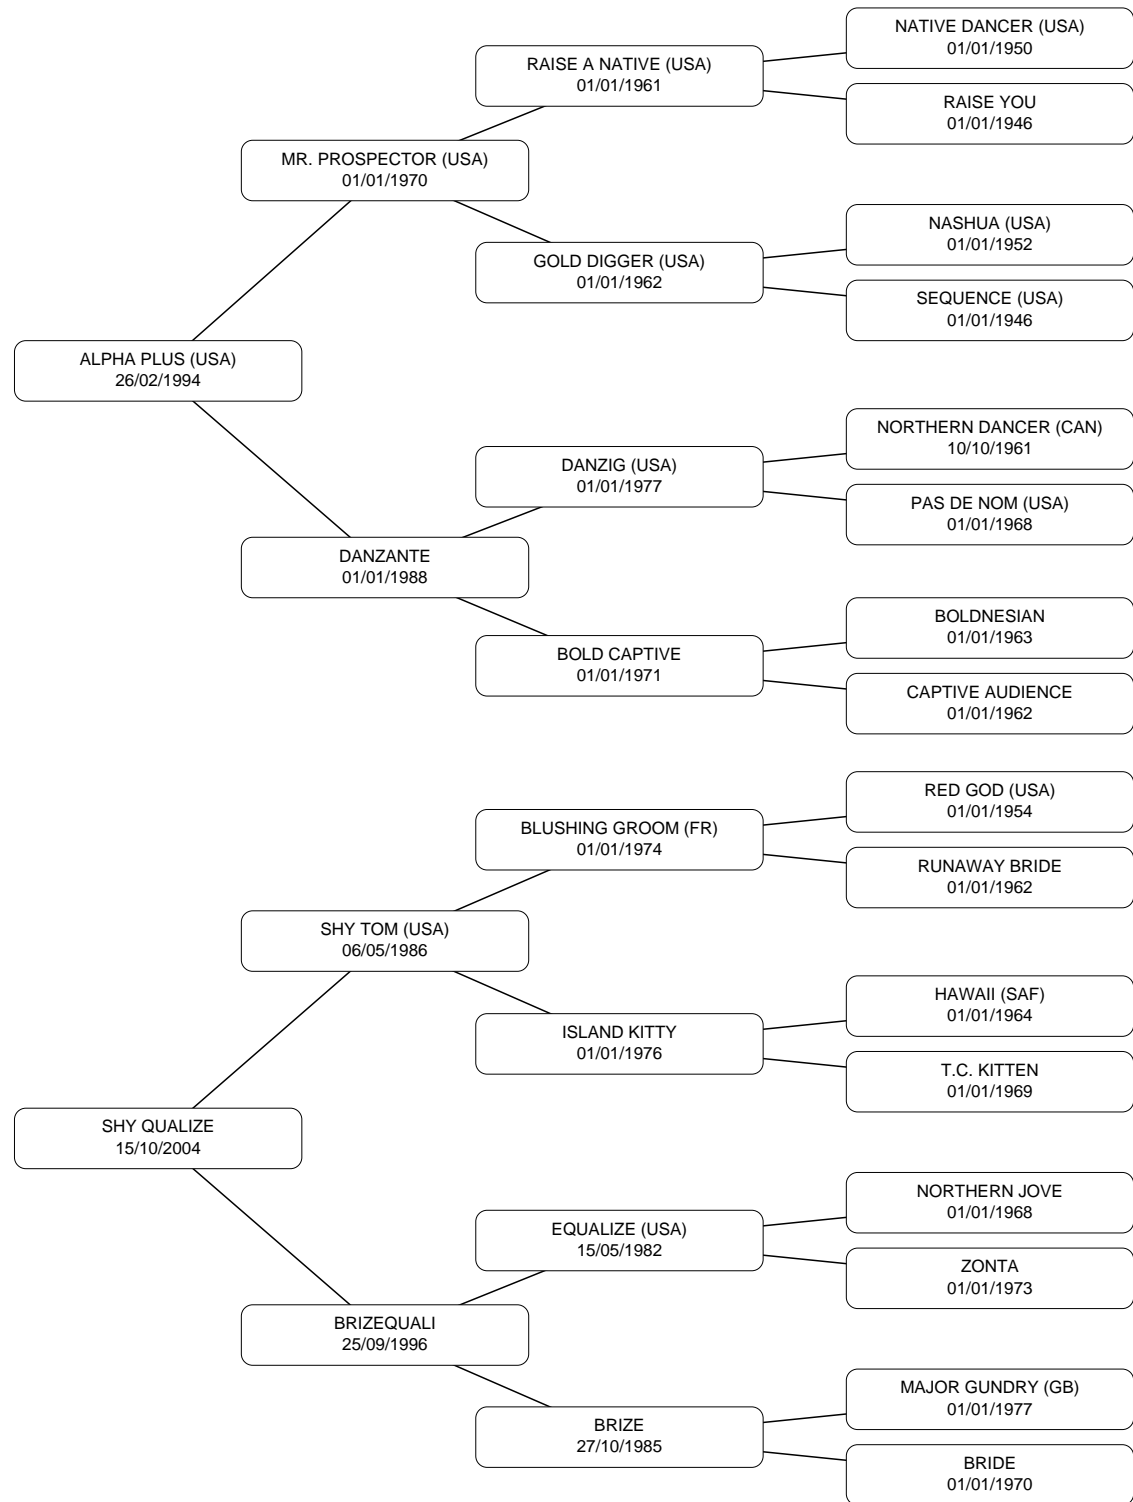 NATIVE DANCER (USA)
01/01/1950
RAISE A NATIVE (USA)
01/01/1961
RAISE YOU
01/01/1946
MR. PROSPECTOR (USA)
01/01/1970
NASHUA (USA)
01/01/1952
GOLD DIGGER (USA)
01/01/1962
SEQUENCE (USA)
01/01/1946
ALPHA PLUS (USA)
26/02/1994
NORTHERN DANCER (CAN)
10/10/1961
DANZIG (USA)
01/01/1977
PAS DE NOM (USA)
01/01/1968
DANZANTE
01/01/1988
BOLDNESIAN
01/01/1963
BOLD CAPTIVE
01/01/1971
CAPTIVE AUDIENCE
01/01/1962
RED GOD (USA)
01/01/1954
BLUSHING GROOM (FR)
01/01/1974
RUNAWAY BRIDE
01/01/1962
SHY TOM (USA)
06/05/1986
HAWAII (SAF)
01/01/1964
ISLAND KITTY
01/01/1976
T.C. KITTEN
01/01/1969
SHY QUALIZE
15/10/2004
NORTHERN JOVE
01/01/1968
EQUALIZE (USA)
15/05/1982
ZONTA
01/01/1973
BRIZEQUALI
25/09/1996
MAJOR GUNDRY (GB)
01/01/1977
BRIZE
27/10/1985
BRIDE
01/01/1970